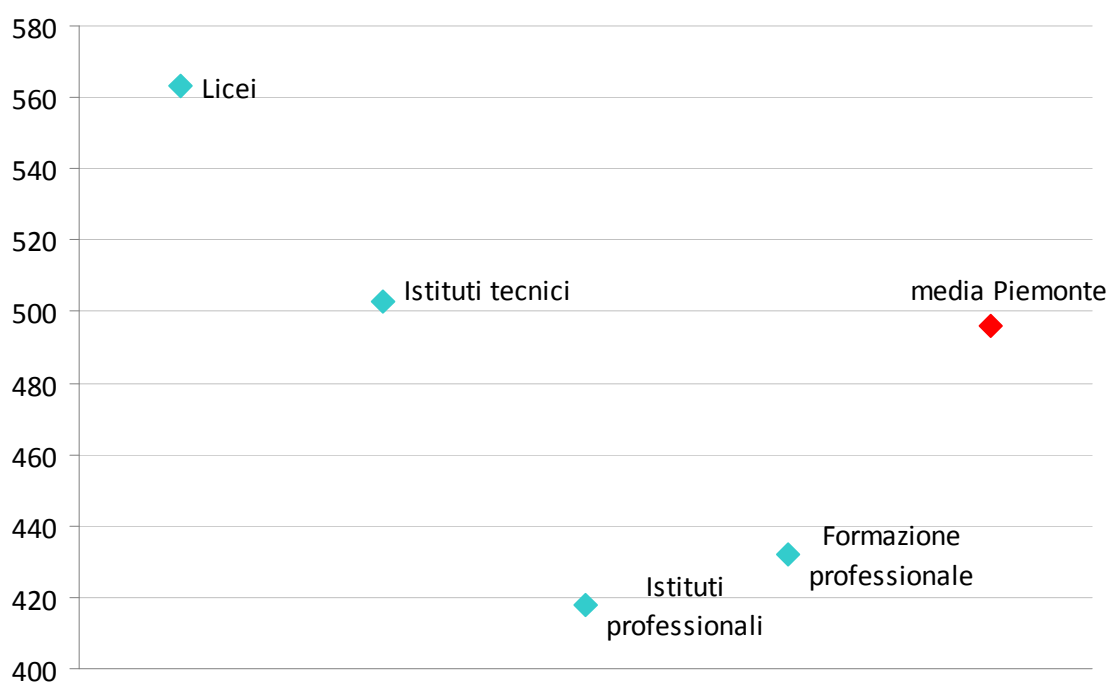 580
560
540
520
500
480
460
440
420
400
Licei
Istituti tecnici
media Piemonte
Formazione
professionale
Istituti
professionali